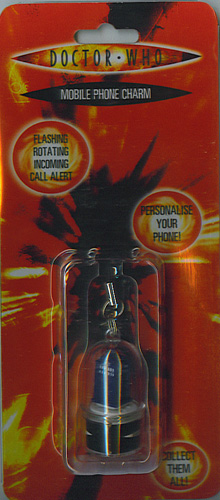 DOCTOR · WHO
MOBILE PHONE CHARM
FLASHING
ROTATING
INCOMING
CALL ALERT
PERSONALISE
YOUR
PHONE!
COLLECT
THEM
ALL!